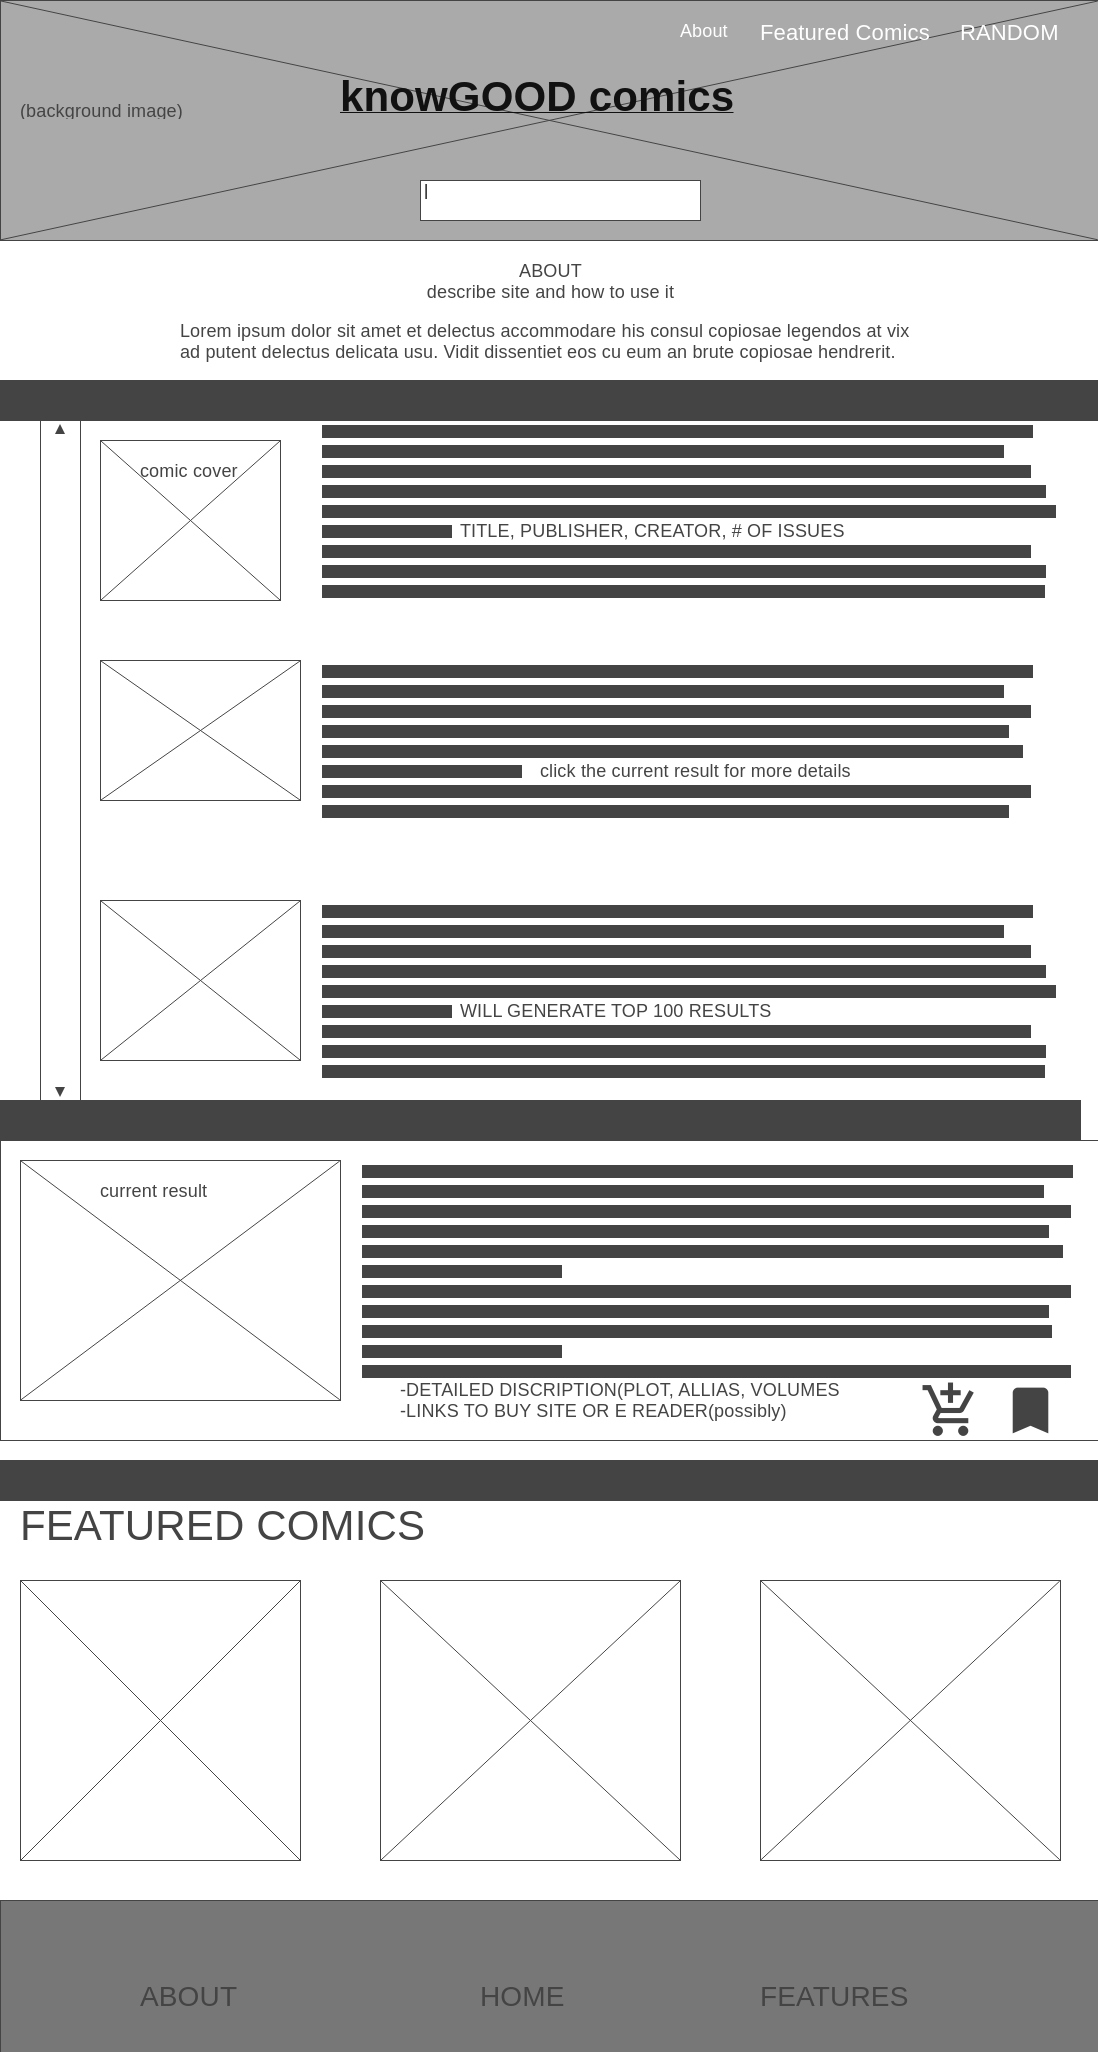 About Featured Comics RANDOM
knowGOOD comics
(background image)
ABOUT
describe site and how to use it
Lorem ipsum dolor sit amet et delectus accommodare his consul copiosae legendos at vix
ad putent delectus delicata usu. Vidit dissentiet eos cu eum an brute copiosae hendrerit.
comic cover
TITLE, PUBLISHER, CREATOR, # OF ISSUES
click the current result for more details
WILL GENERATE TOP 100 RESULTS
current result
-DETAILED DISCRIPTION(PLOT, ALLIAS, VOLUMES
-LINKS TO BUY SITE OR E READER(possibly)
FEATURED COMICS
ABOUT HOME FEATURES